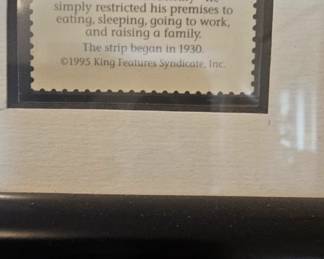 simply restricted his premises to
eating, sleeping, going to work,
and raising a family.
The strip began in 1930.
©1995 King Features Syndicate, Inc.